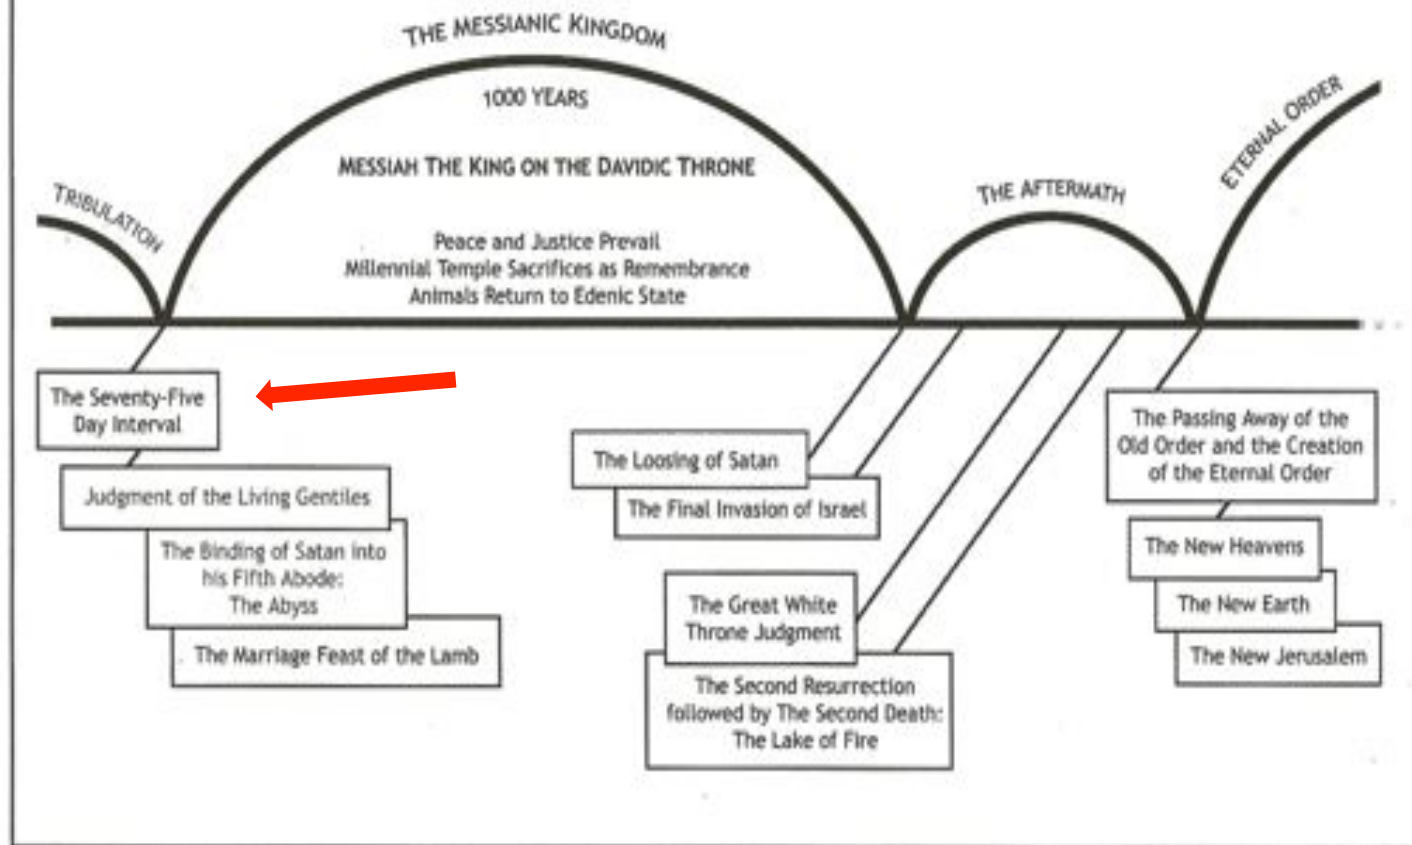 THE MESSIANIC KINGDOM
1000 YEARS
MESSIAH THE KING ON THE DAVIDIC THRONE
TRIBULATION
Peace and Justice Prevail
Millennial Temple Sacrifices as Remembrance
Animals Return to Edenic State
THE AFTERMATH
ETERNAL ORDER
The Seventy-Five
Day Interval
Judgment of the Living Gentiles
The Binding of Satan into
his Fifth Abode:
The Abyss
The Marriage Feast of the Lamb
The Loosing of Satan
The Final Invasion of Israel
The Great White
Throne Judgment
The Second Resurrection
followed by The Second Death:
The Lake of Fire
The Passing Away of the
Old Order and the Creation
of the Eternal Order
The New Heavens
The New Earth
The New Jerusalem